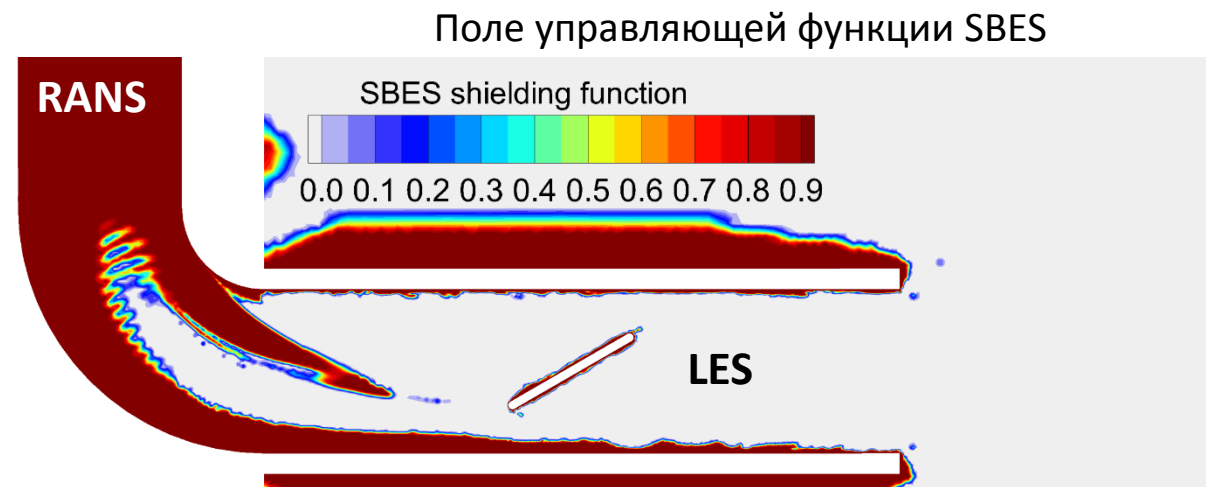 Поле управляющей функции SBES
RANS
SBES shielding function
0.0 0.1 0.2 0.3 0.4 0.5 0.6 0.7 0.8 0.9
LES